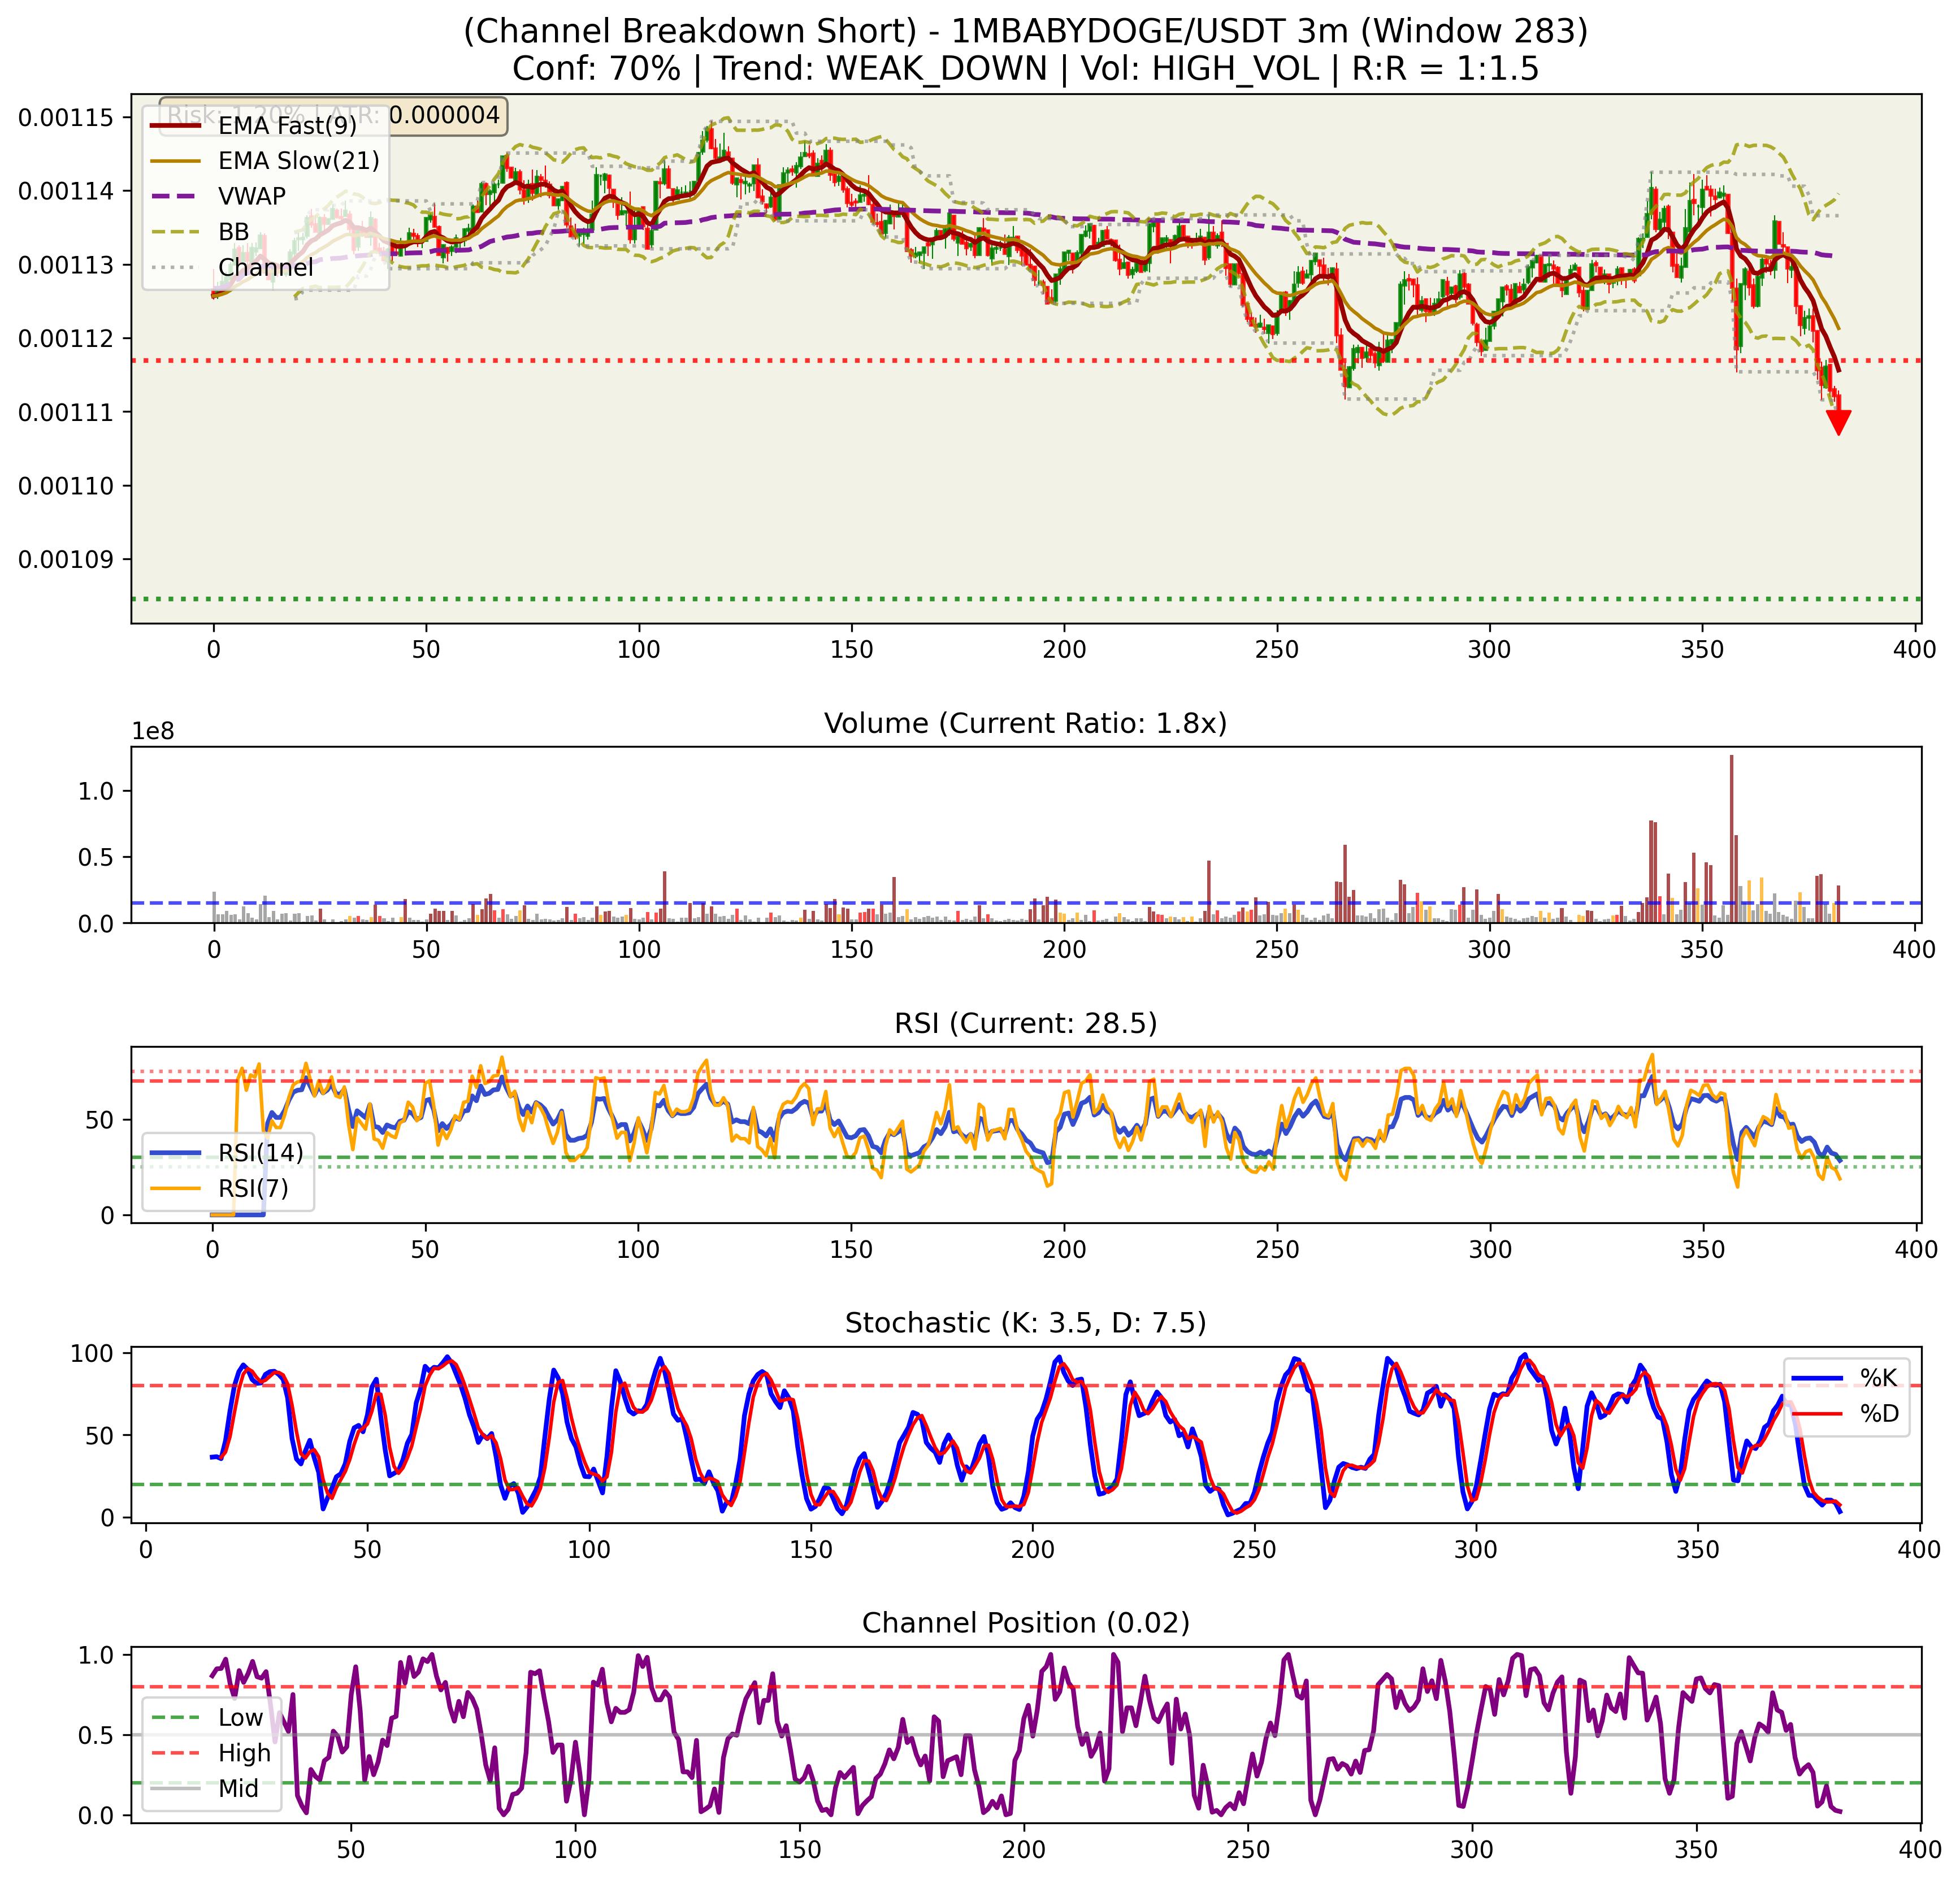 (Channel Breakdown Short) - 1MBABYDOGE/USDT 3m (Window 283)
Conf: 70% | Trend: WEAK_DOWN | Vol: HIGH_VOL | R:R = 1:1.5
Risk: 1.20% | ATR: 0.000004
EMA Fast(9)
EMA Slow(21)
VWAP
BB
Channel
0.00115
0.00114
0.00113
0.00112
0.00111
0.00110
0.00109
0 50 100 150 200 250 300 350 400
Volume (Current Ratio: 1.8x)
1e8
1.0
0.5
0.0
0 50 100 150 200 250 300 350 400
RSI (Current: 28.5)
50
0
RSI(14)
RSI(7)
0 50 100 150 200 250 300 350 400
Stochastic (K: 3.5, D: 7.5)
100
50
0
%K
%D
0 50 100 150 200 250 300 350 400
Channel Position (0.02)
1.0
0.5
0.0
Low
High
Mid
50 100 150 200 250 300 350 400